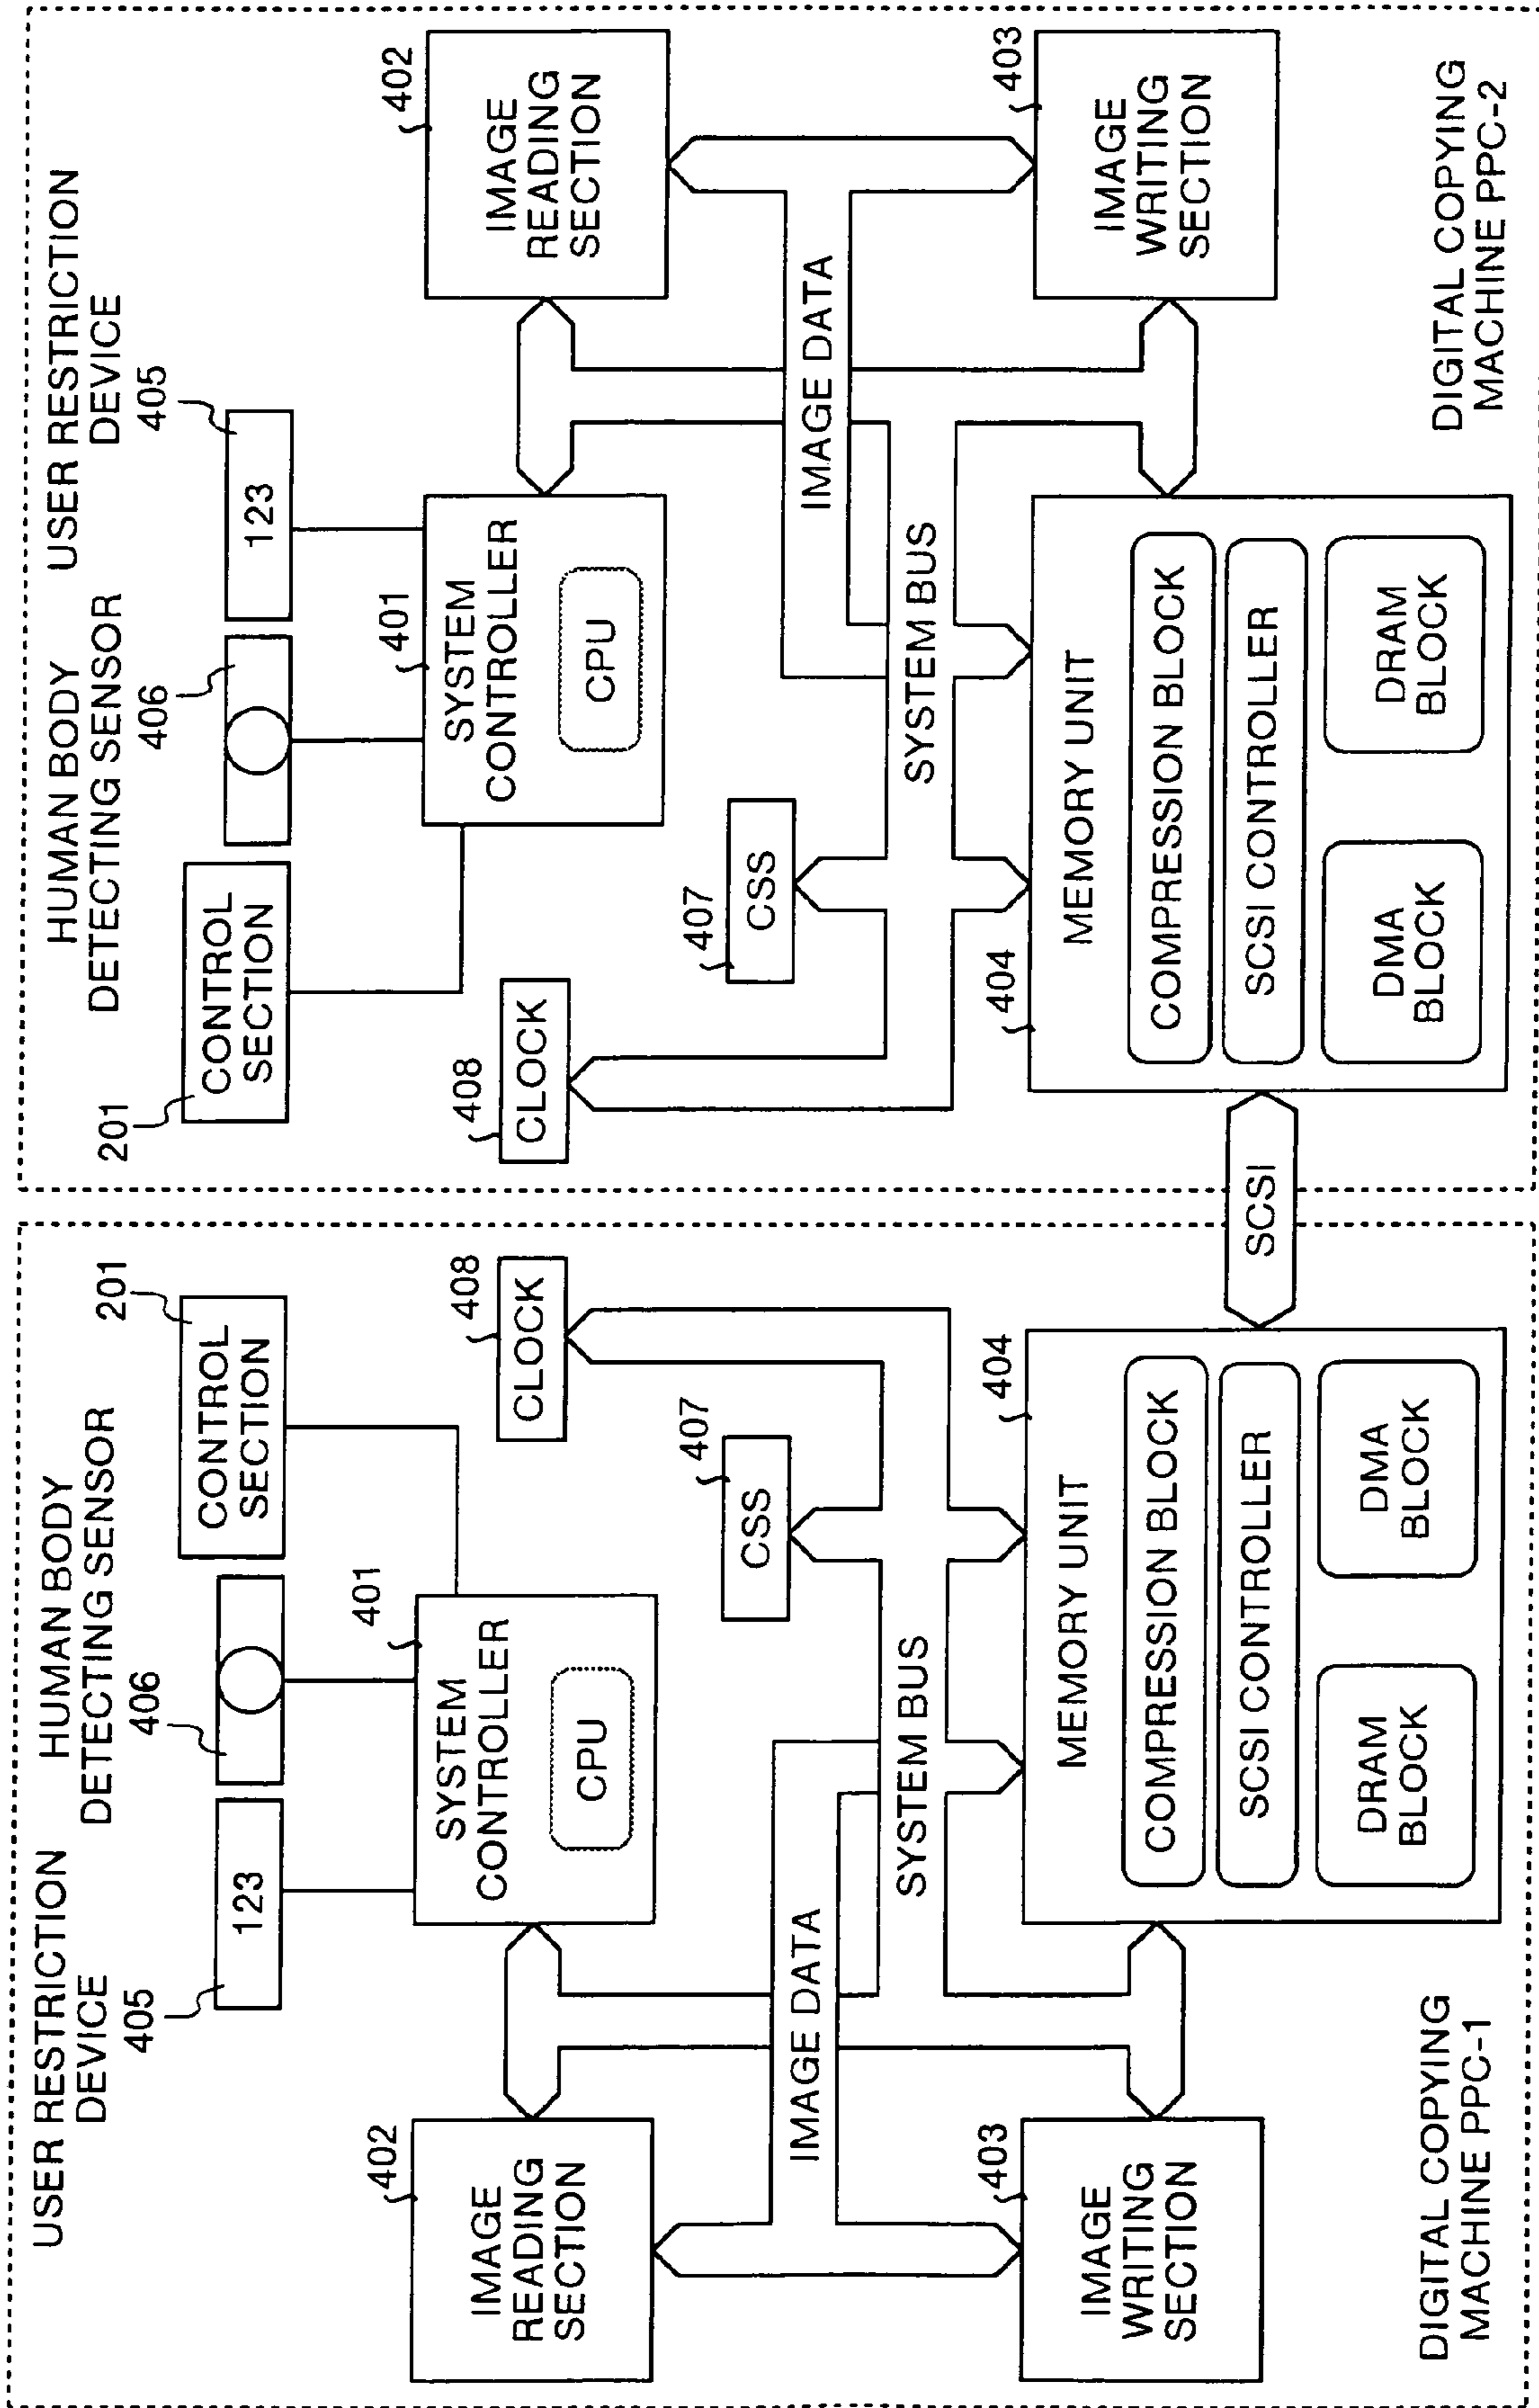 USER RESTRICTION
DEVICE
405
123
HUMAN BODY
DETECTING SENSOR
406
201
CONTROL
SECTION
401
SYSTEM
CONTROLLER
CPU
402
IMAGE
READING
SECTION
408
CLOCK
407
CSS
IMAGE DATA
SYSTEM BUS
403
IMAGE
WRITING
SECTION
404
MEMORY UNIT
COMPRESSION BLOCK
SCSI CONTROLLER
DRAM
BLOCK
DMA
BLOCK
DIGITAL COPYING
MACHINE PPC-1
SCSI
201
CONTROL
SECTION
HUMAN BODY
DETECTING SENSOR
406
USER RESTRICTION
DEVICE
405
123
401
SYSTEM
CONTROLLER
CPU
402
IMAGE
READING
SECTION
408
CLOCK
407
CSS
IMAGE DATA
SYSTEM BUS
404
MEMORY UNIT
COMPRESSION BLOCK
SCSI CONTROLLER
DMA
BLOCK
DRAM
BLOCK
403
IMAGE
WRITING
SECTION
DIGITAL COPYING
MACHINE PPC-2